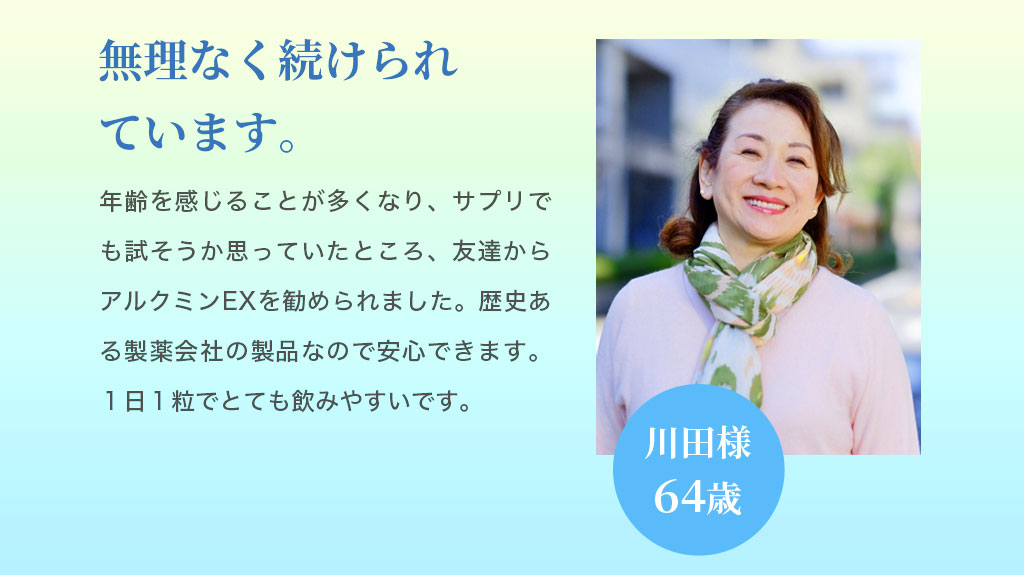 無理なく続けられ
ています。
年齢を感じることが多くなり、サプリで
も試そうか思っていたところ、友達から
アルクミンEXを勧められました。歴史あ
る製薬会社の製品なので安心できます。
１日１粒でとても飲みやすいです。
川田様
64歳